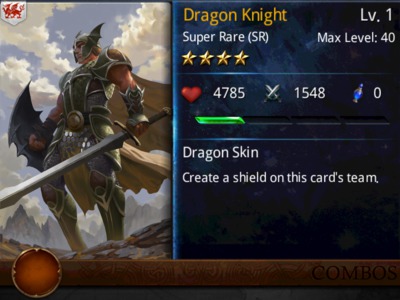 Dragon Knight Lv. 1
Super Rare (SR) Max Level: 40
4785 1548 0
Dragon Skin
Create a shield on this card's team,
COMBOS